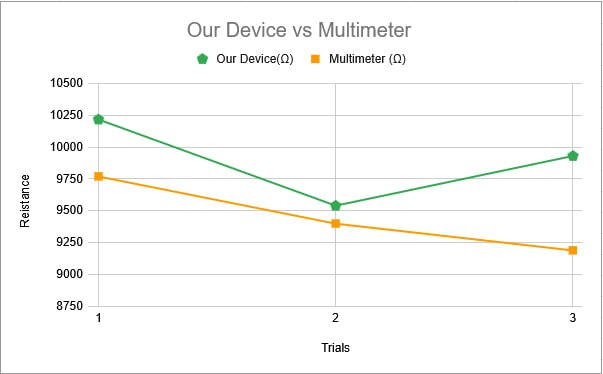 Our Device vs Multimeter
Our Device(Ω) Multimeter (Ω)
10500
10250
10000
9750
9500
9250
9000
8750
Reistance
1 2 3
Trials